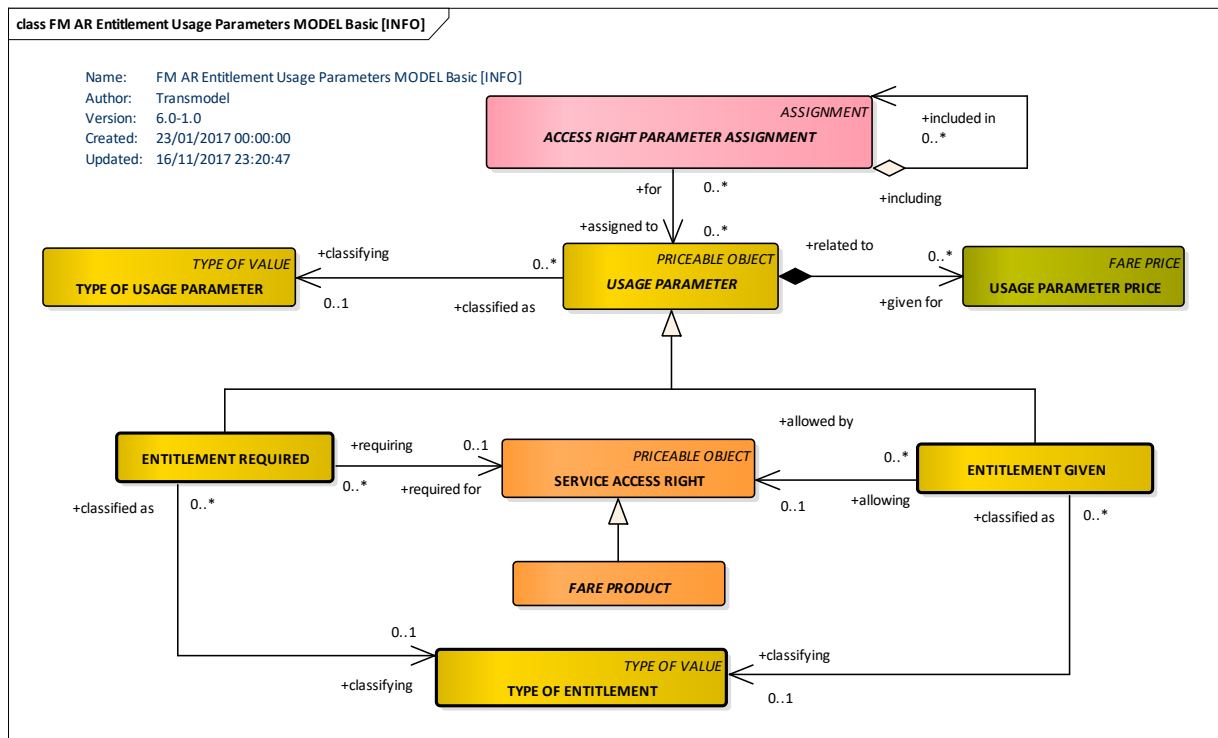 class FM AR Entitlement Usage Parameters MODEL Basic [INFO]
Name: FM AR Entitlement Usage Parameters MODEL Basic [INFO]
Author: Transmodel
Version: 6.0-1.0
Created: 23/01/2017 00:00:00
Updated: 16/11/2017 23:20:47
ASSIGNMENT
ACCESS RIGHT PARAMETER ASSIGNMENT
+included in
0..*
+including
+for
0..*
+assigned to
0..*
TYPE OF VALUE
TYPE OF USAGE PARAMETER
+classifying
0..1
0..*
+classified as
PRICEABLE OBJECT
USAGE PARAMETER
+related to
0..*
+given for
FARE PRICE
USAGE PARAMETER PRICE
ENTITLEMENT REQUIRED
+requiring
0..1
0..*
+required for
PRICEABLE OBJECT
SERVICE ACCESS RIGHT
+allowed by
0..*
0..1
+allowing
ENTITLEMENT GIVEN
+classified as
0..*
+classified as
0..*
FARE PRODUCT
0..1
+classifying
TYPE OF VALUE
TYPE OF ENTITLEMENT
+classifying
0..1